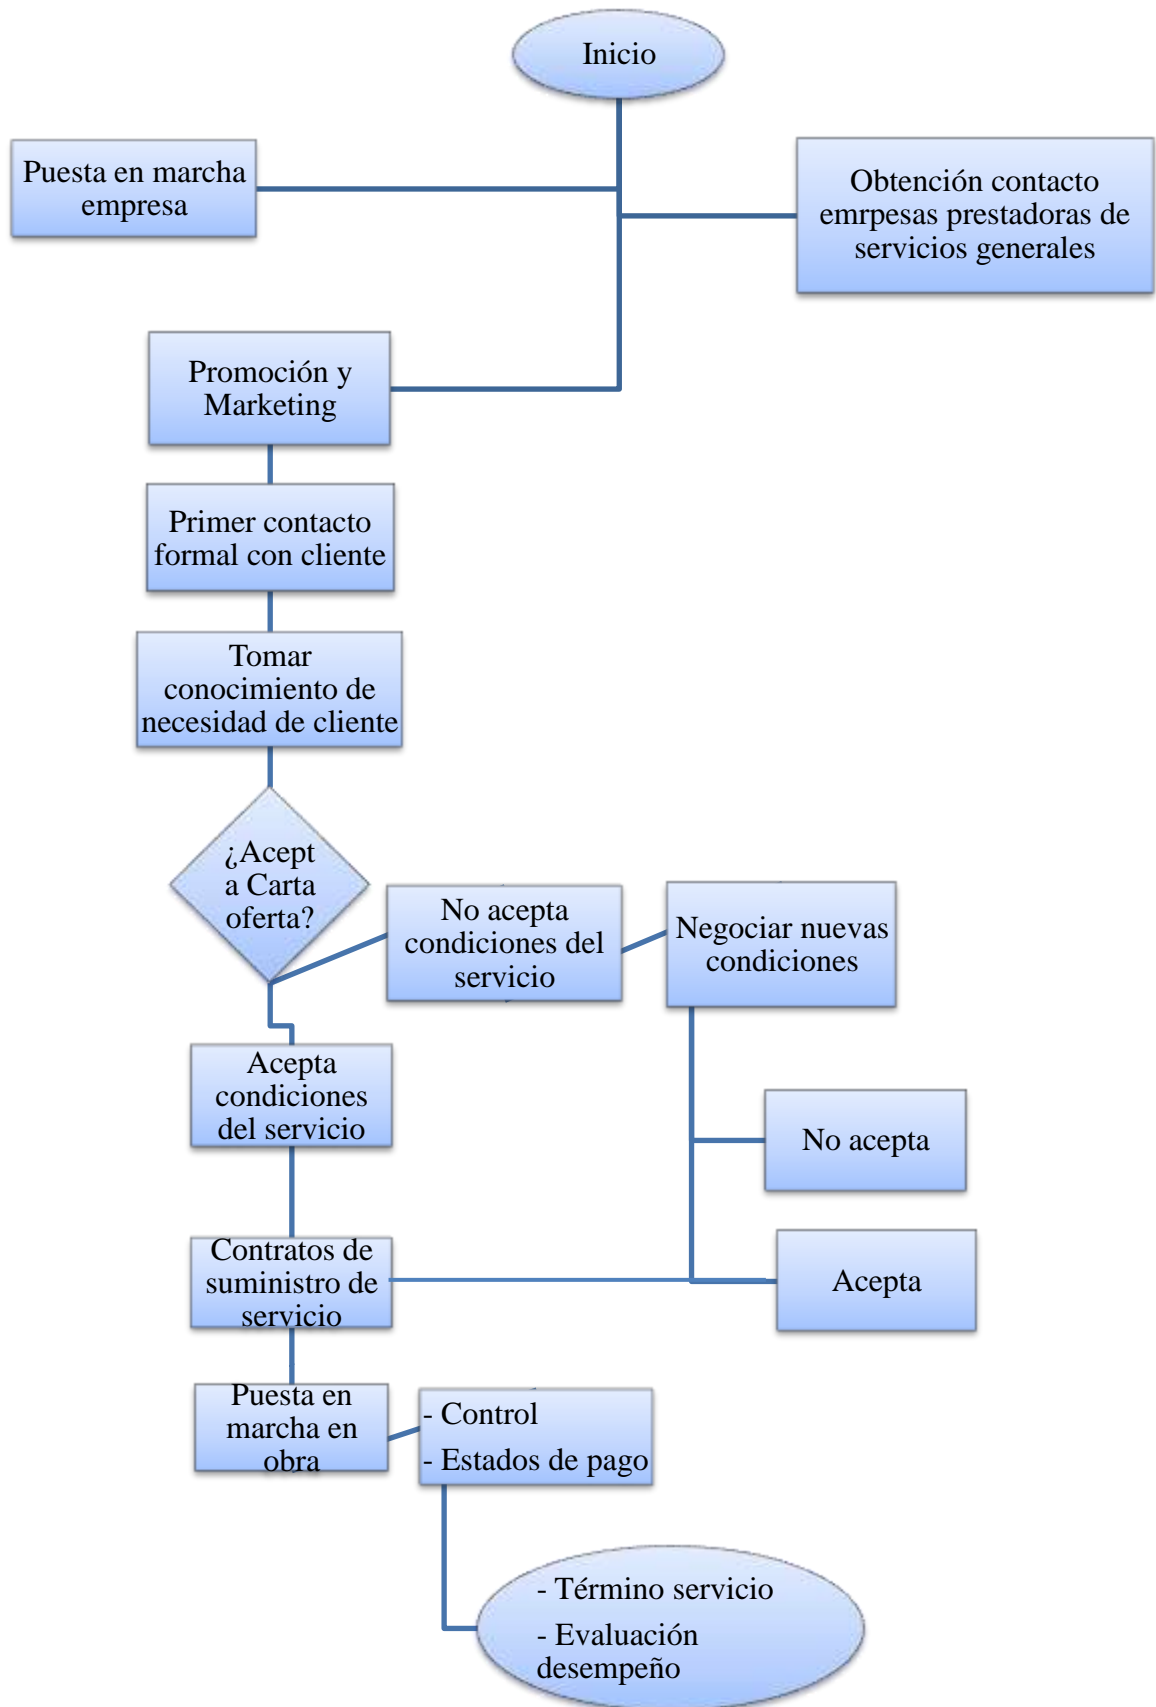 Inicio
Puesta en marcha
empresa
Obtención contacto
emrpesas prestadoras de
servicios generales
Promoción y
Marketing
Primer contacto
formal con cliente
Tomar
conocimiento de
necesidad de cliente
¿Acept
a Carta
oferta?
No acepta
condiciones del
servicio
Negociar nuevas
condiciones
Acepta
condiciones
del servicio
No acepta
Contratos de
suministro de
servicio
Acepta
Puesta en
marcha en
obra
- Control
- Estados de pago
- Término servicio
- Evaluación
desempeño